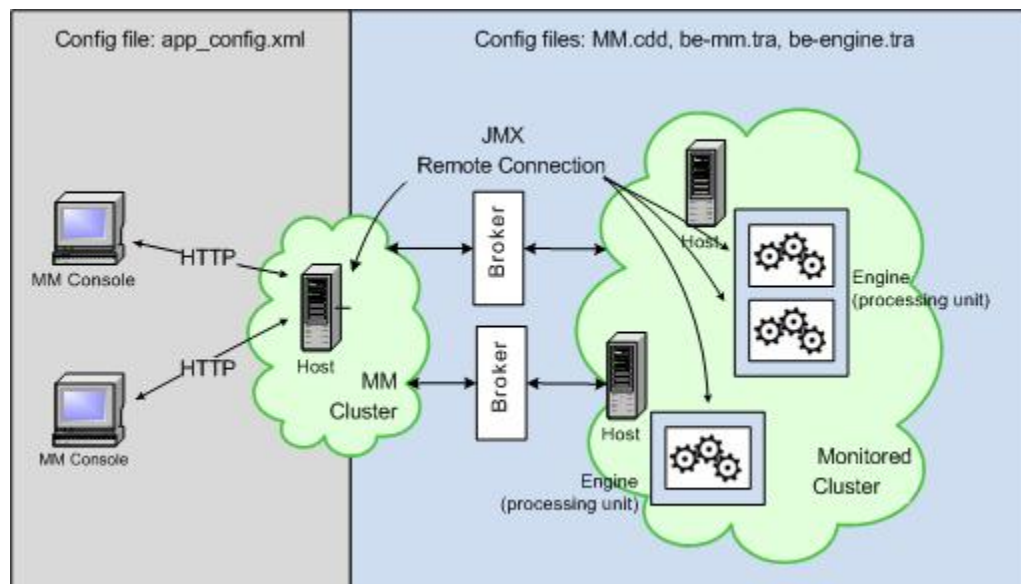 Config file: app_config.xml
Config files: MM.cdd, be-mm.tra, be-engine.tra
JMX
Remote Connection
MM Console
HTTP
Host
MM
Cluster
HTTP
MM Console
Broker
Broker
Host
Engine
(processing unit)
Host
Engine
(processing unit)
Monitored
Cluster